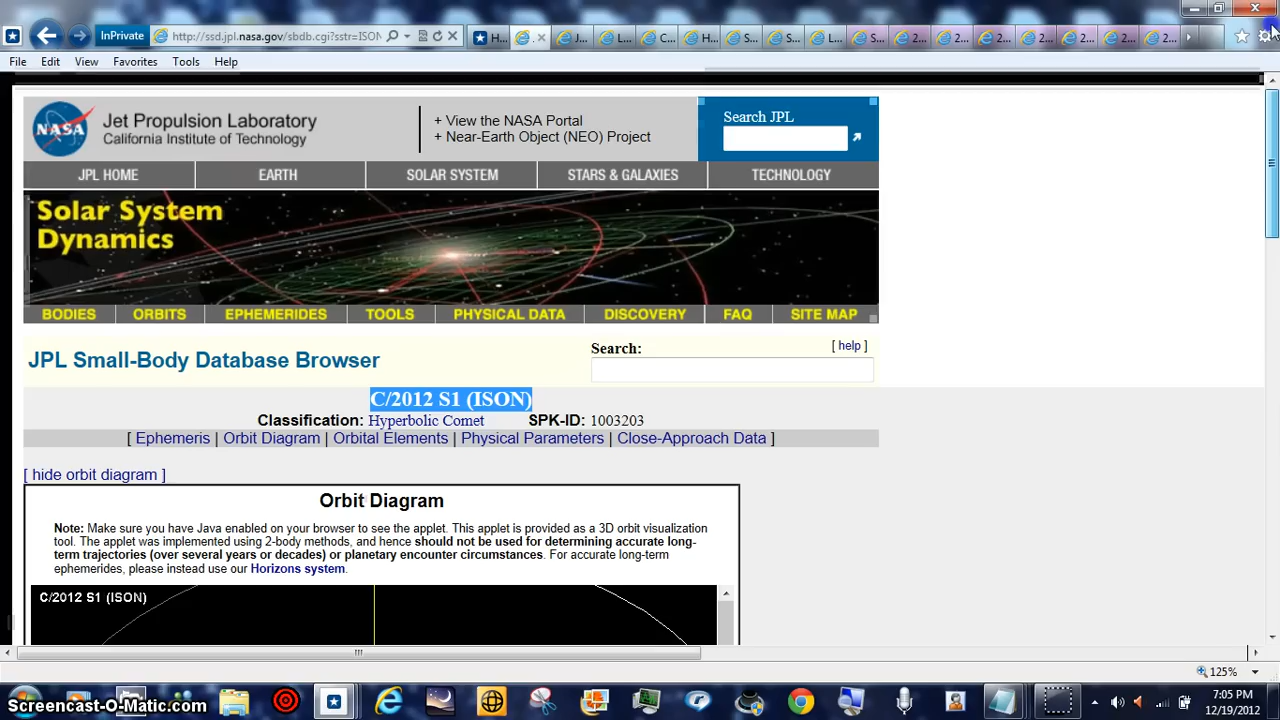 InPrivate http://ssd.jpl.nasa.gov/sbdb.cgi?sstr=ISON H... J... L... C... H... S... S... L... S... 2... 2... 2... 2... 2... 2... 2...
File Edit View Favorites Tools Help
NASA
Jet Propulsion Laboratory
California Institute of Technology
+ View the NASA Portal
+ Near-Earth Object (NEO) Project
Search JPL
JPL HOME EARTH SOLAR SYSTEM STARS & GALAXIES TECHNOLOGY
Solar System
Dynamics
BODIES ORBITS EPHEMERIDES TOOLS PHYSICAL DATA DISCOVERY FAQ SITE MAP
JPL Small-Body Database Browser
Search: [ help ]
C/2012 S1 (ISON)
Classification: Hyperbolic Comet SPK-ID: 1003203
[ Ephemeris | Orbit Diagram | Orbital Elements | Physical Parameters | Close-Approach Data ]
[ hide orbit diagram ]
Orbit Diagram
Note: Make sure you have Java enabled on your browser to see the applet. This applet is provided as a 3D orbit visualization
tool. The applet was implemented using 2-body methods, and hence should not be used for determining accurate long-
term trajectories (over several years or decades) or planetary encounter circumstances. For accurate long-term
ephemerides, please instead use our Horizons system.
C/2012 S1 (ISON)
125%
Screencast-O-Matic.com
7:05 PM
12/19/2012